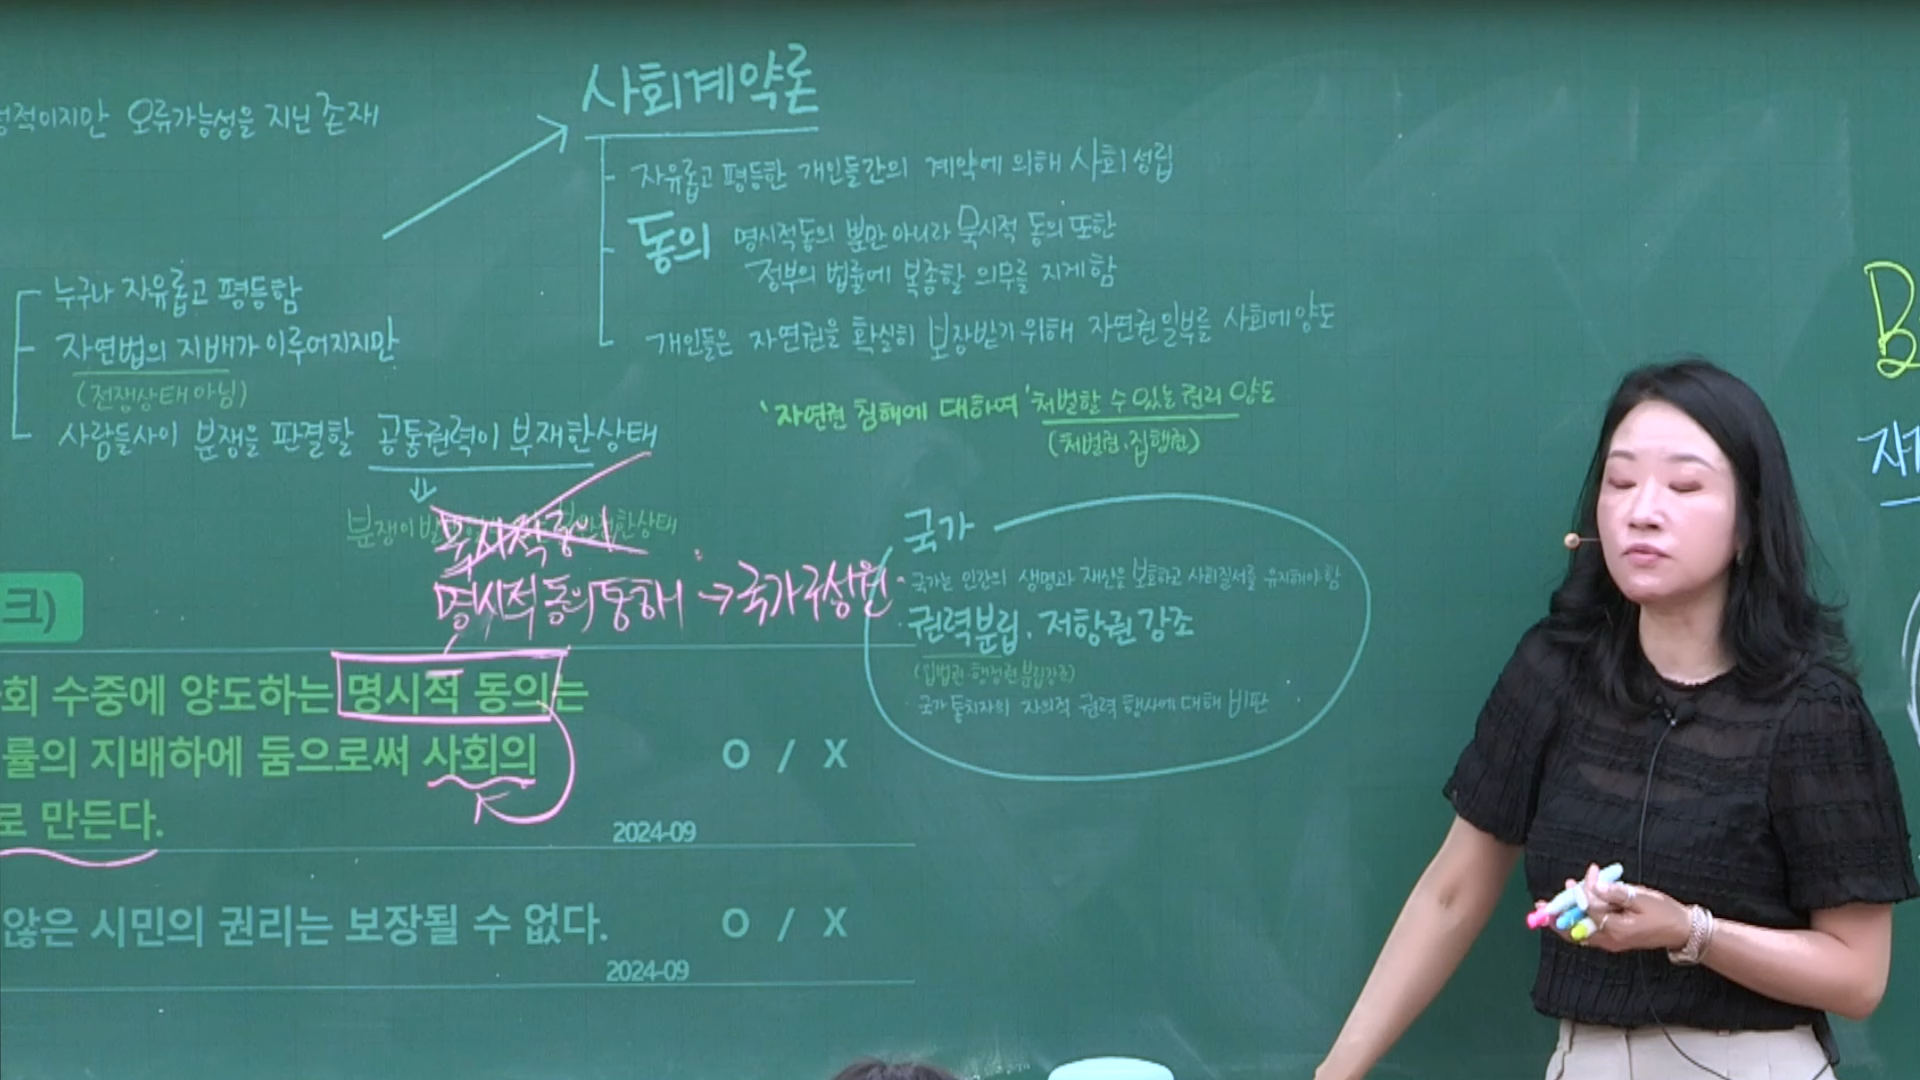 사회계약론
성적이지만 오류가능성을 지닌 존재
자유롭고 평등한 개인들간의 계약에 의해 사회 성립
동의 명시적동의 뿐만 아니라 묵시적 동의 또한
정부의 법률에 복종할 의무를 지게함
개인들은 자연권을 확실히 보장받기 위해 자연권 일부를 사회에 양도
'자연권 침해에 대하여 '처벌할 수 있는 권리 양도
(처벌권, 집행권)
누구나 자유롭고 평등함
자연법의 지배가 이루어지지만
(전쟁상태 아님)
사람들사이 분쟁을 판결할 공통권력이 부재한상태
분쟁이 한상태
묵시적 동의
명시적 동의 통해 → 국가 구성원
국가
국가는 인간의 생명과 재산을 보호하고 사회질서를 유지해야 함
권력분립. 저항권 강조
(입법권 행정권 분립강조)
국가 통치자의 자의적 권력 행사에 대해 비판
크)
회 수중에 양도하는 명시적 동의는
률의 지배하에 둠으로써 사회의
로 만든다.
O / X
2024-09
않은 시민의 권리는 보장될 수 없다.
O / X
2024-09
B